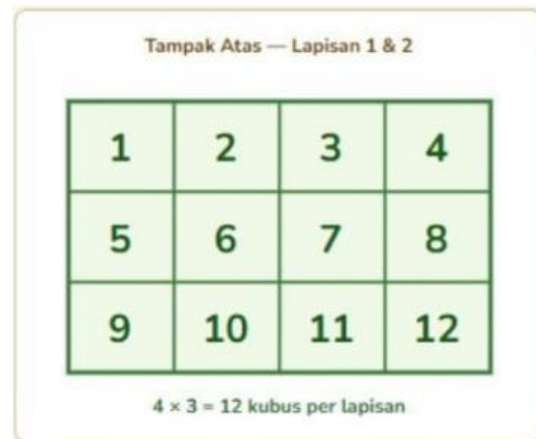 Tampak Atas — Lapisan 1 & 2
1 2 3 4
5 6 7 8
9 10 11 12
4 × 3 = 12 kubus per lapisan